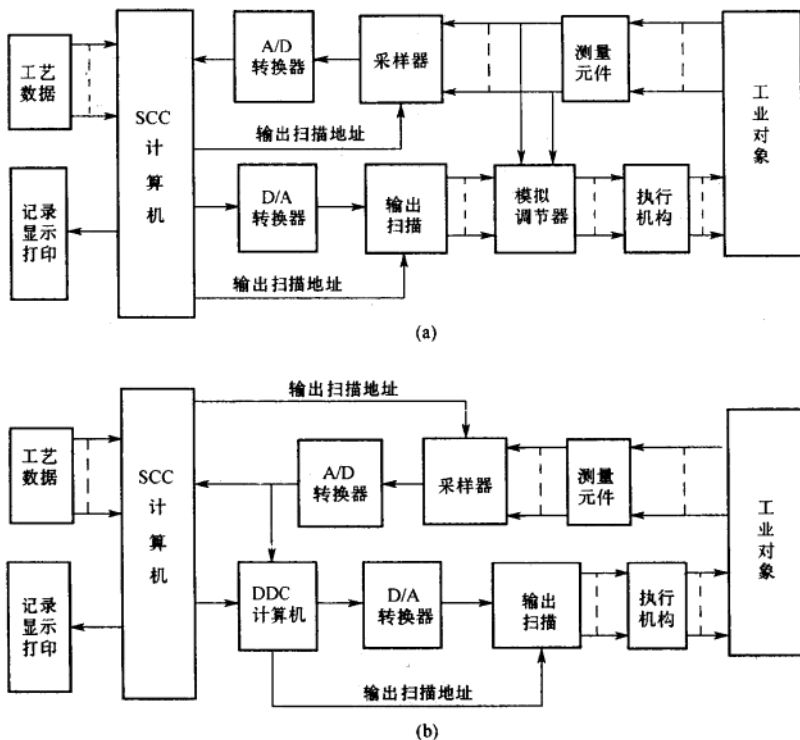 工艺
数据
SCC
计
算
机
记录
显示
打印
A/D
转换器
采样器
测量
元件
工
业
对
象
输出扫描地址
D/A
转换器
输出
扫描
模拟
调节器
执行
机构
输出扫描地址
(a)
输出扫描地址
工艺
数据
SCC
计
算
机
记录
显示
打印
A/D
转换器
采样器
测量
元件
工
业
对
象
DDC
计算机
D/A
转换器
输出
扫描
执行
机构
输出扫描地址
(b)